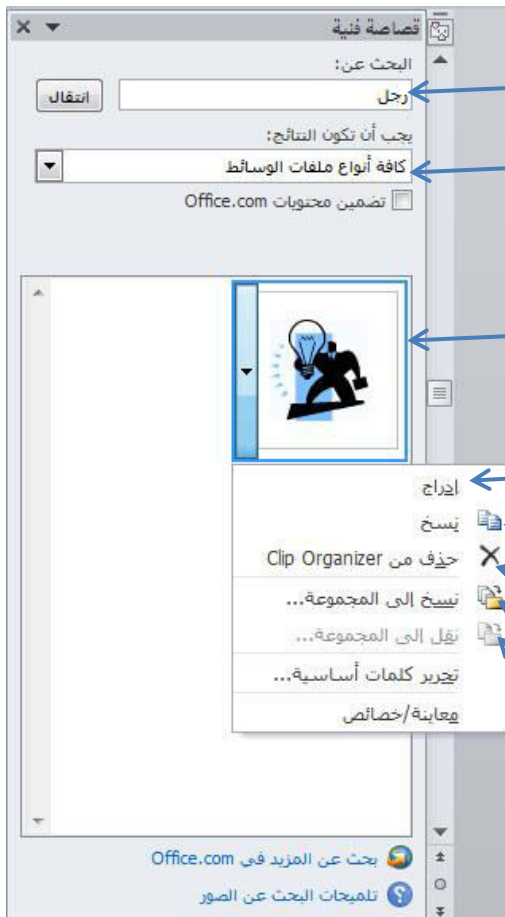 قصاصة فنية
البحث عن:
رجل
انتقال
يجب أن تكون النتائج:
كافة أنواع ملفات الوسائط
تضمين محتويات Office.com
إدراج
نسخ
حذف من Clip Organizer
نسخ إلى المجموعة...
نقل إلى المجموعة...
تحرير كلمات أساسية...
معاينة/خصائص
بحث عن المزيد في Office.com
تلميحات البحث عن الصور